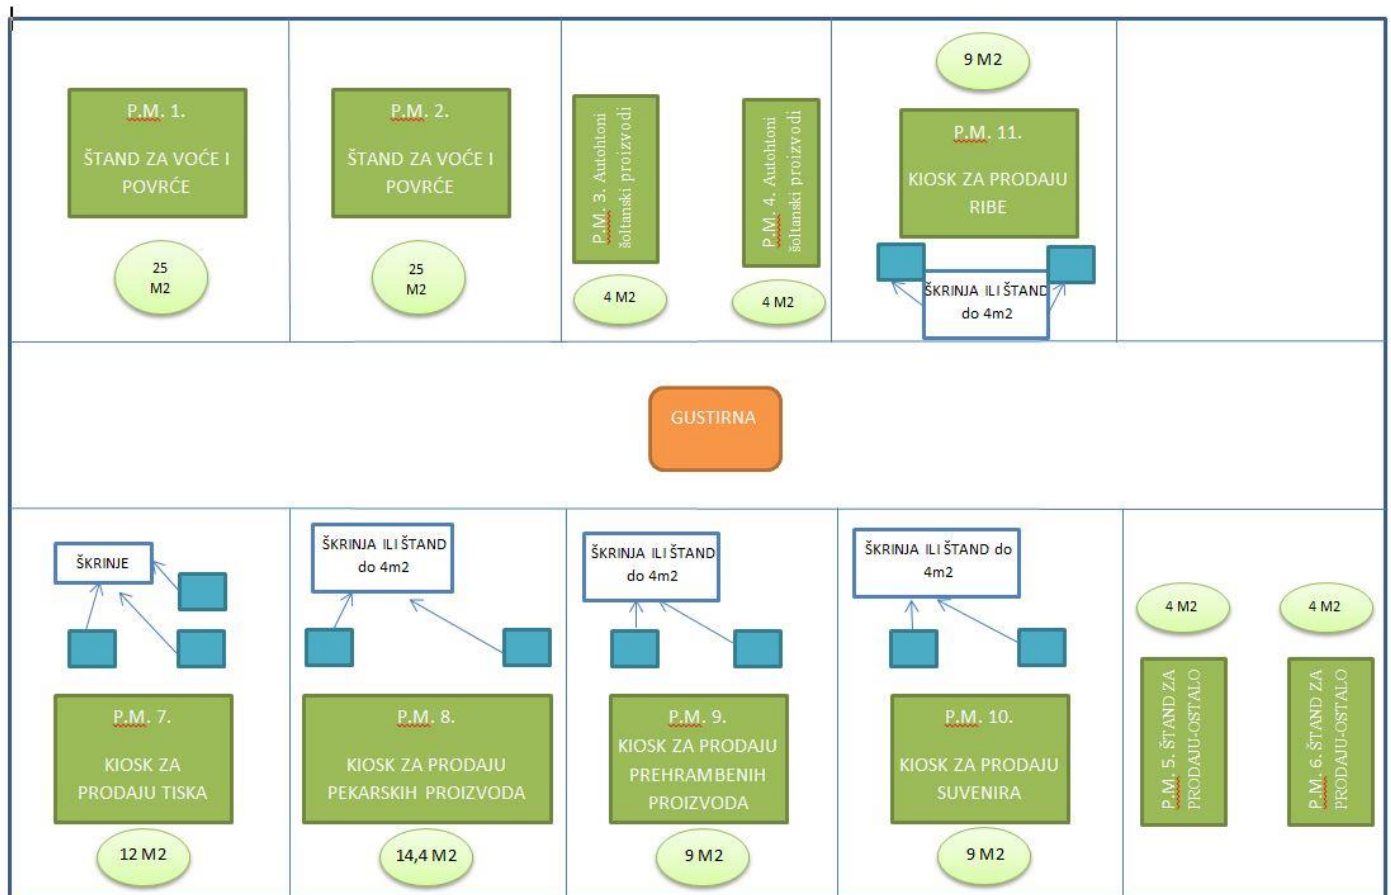 P.M. 1.
ŠTAND ZA VOĆE I
POVRĆE
25
M2
P.M. 2.
ŠTAND ZA VOĆE I
POVRĆE
25
M2
P.M. 3. Autohtoni
šoltanski proizvodi
4 M2
P.M. 4. Autohtoni
šoltanski proizvodi
4 M2
9 M2
P.M. 11.
KIOSK ZA PRODAJU
RIBE
ŠKRINJA ILI ŠTAND
do 4m2
GUSTIRNA
ŠKRINJE
P.M. 7.
KIOSK ZA
PRODAJU TISKA
12 M2
ŠKRINJA ILI ŠTAND
do 4m2
P.M. 8.
KIOSK ZA PRODAJU
PEKARSKIH PROIZVODA
14,4 M2
ŠKRINJA ILI ŠTAND
do 4m2
P.M. 9.
KIOSK ZA PRODAJU
PREHRAMBENIH
PROIZVODA
9 M2
ŠKRINJA ILI ŠTAND do
4m2
P.M. 10.
KIOSK ZA PRODAJU
SUVENIRA
9 M2
4 M2
P.M. 5. ŠTAND ZA
PRODAJU-OSTALO
4 M2
P.M. 6. ŠTAND ZA
PRODAJU-OSTALO